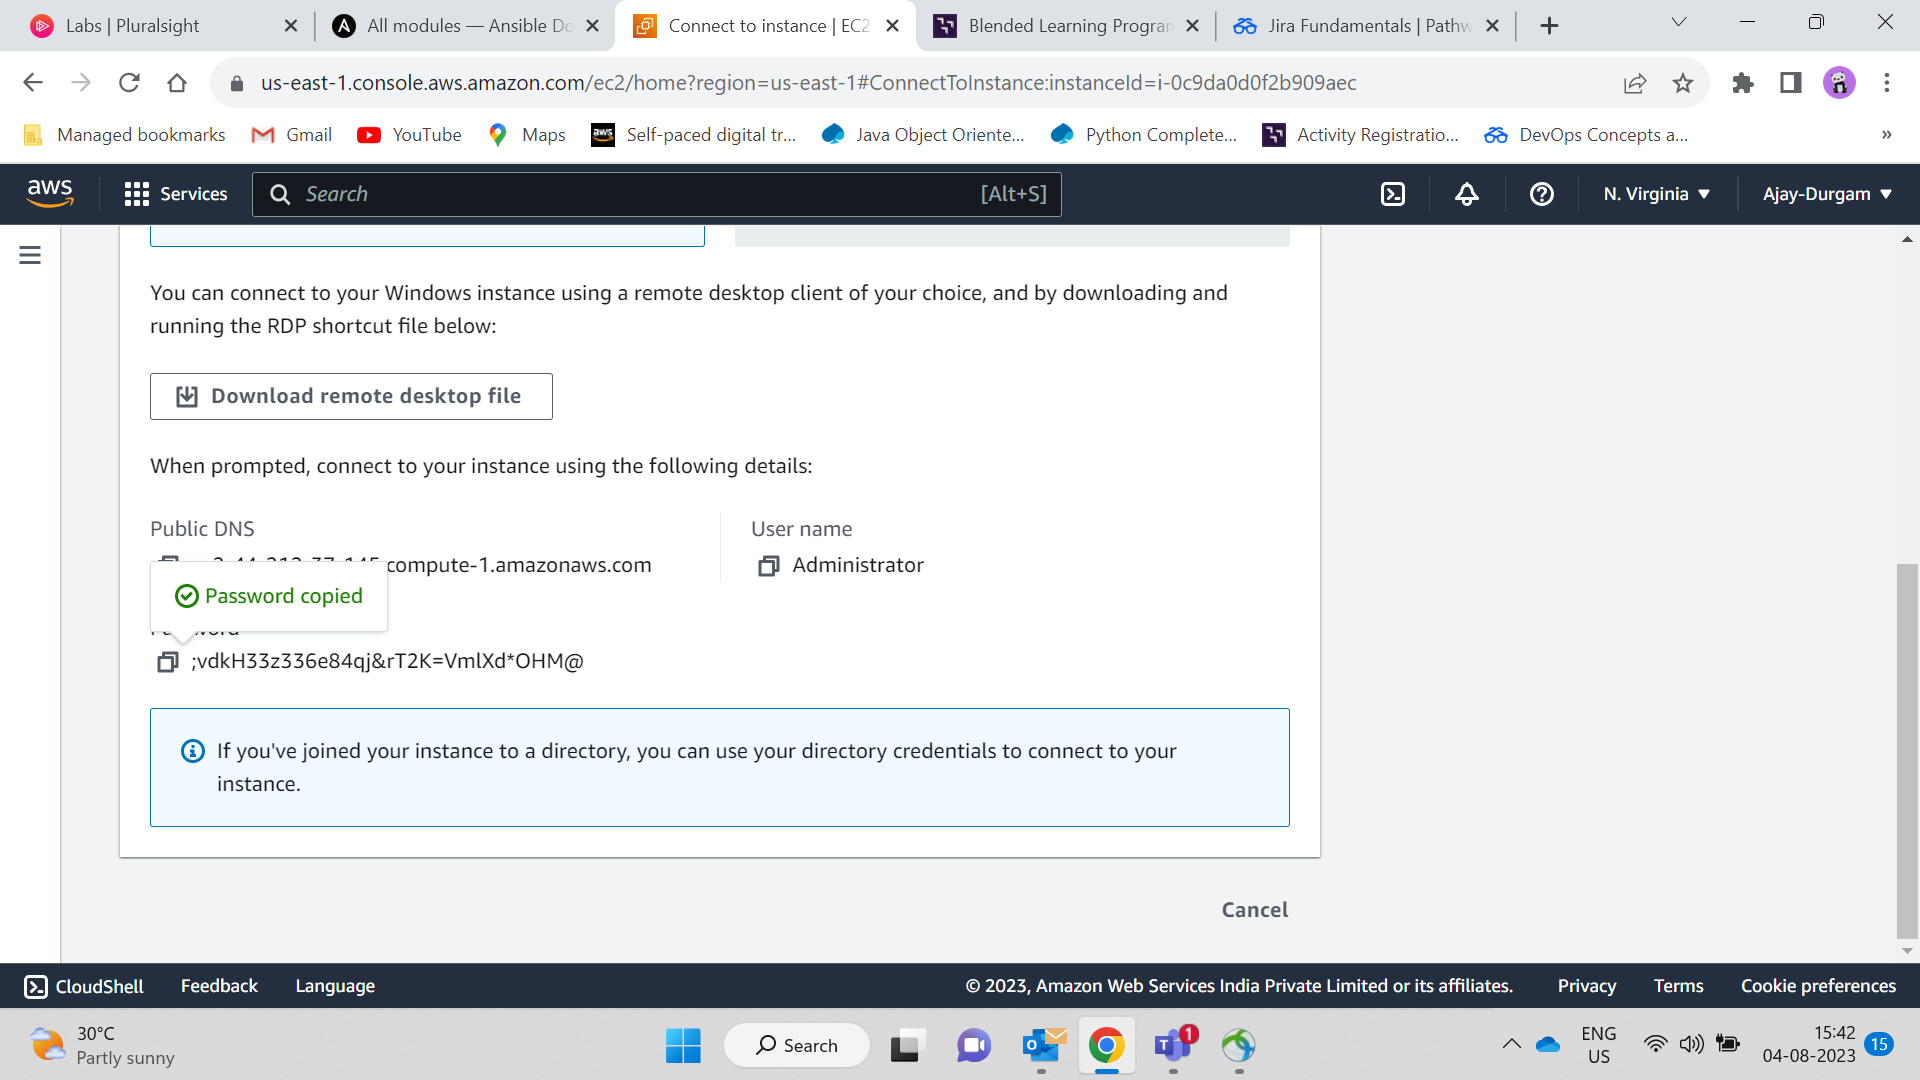 Labs | Pluralsight
All modules — Ansible Do
Connect to instance | EC2
Blended Learning Program
Jira Fundamentals | Pathw
us-east-1.console.aws.amazon.com/ec2/home?region=us-east-1#ConnectToInstance:instanceId=i-0c9da0d0f2b909aec
Managed bookmarks
Gmail
YouTube
Maps
aws
Self-paced digital tr...
Java Object Oriente...
Python Complete...
Activity Registratio...
DevOps Concepts a...
aws
Services
Search
[Alt+S]
N. Virginia
Ajay-Durgam
You can connect to your Windows instance using a remote desktop client of your choice, and by downloading and
running the RDP shortcut file below:
Download remote desktop file
When prompted, connect to your instance using the following details:
Public DNS
User name
compute-1.amazonaws.com
Administrator
Password copied
;vdkH33z336e84qj&rT2K=VmlXd*OHM@
If you've joined your instance to a directory, you can use your directory credentials to connect to your
instance.
Cancel
CloudShell
Feedback
Language
© 2023, Amazon Web Services India Private Limited or its affiliates.
Privacy
Terms
Cookie preferences
30°C
Partly sunny
Search
1
ENG
US
15:42
04-08-2023
15